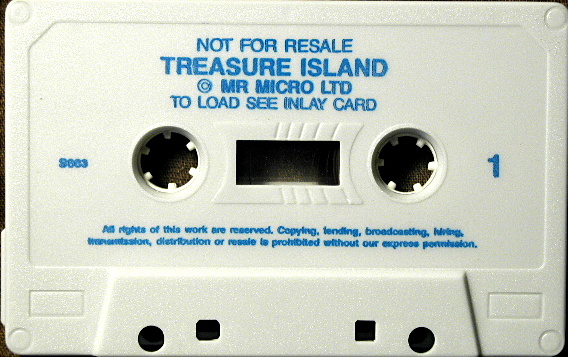 NOT FOR RESALE
TREASURE ISLAND
© MR MICRO LTD
TO LOAD SEE INLAY CARD
S663
1
All rights of this work are reserved. Copying, lending, broadcasting, hiring,
transmission, distribution or resale is prohibited without our express permission.